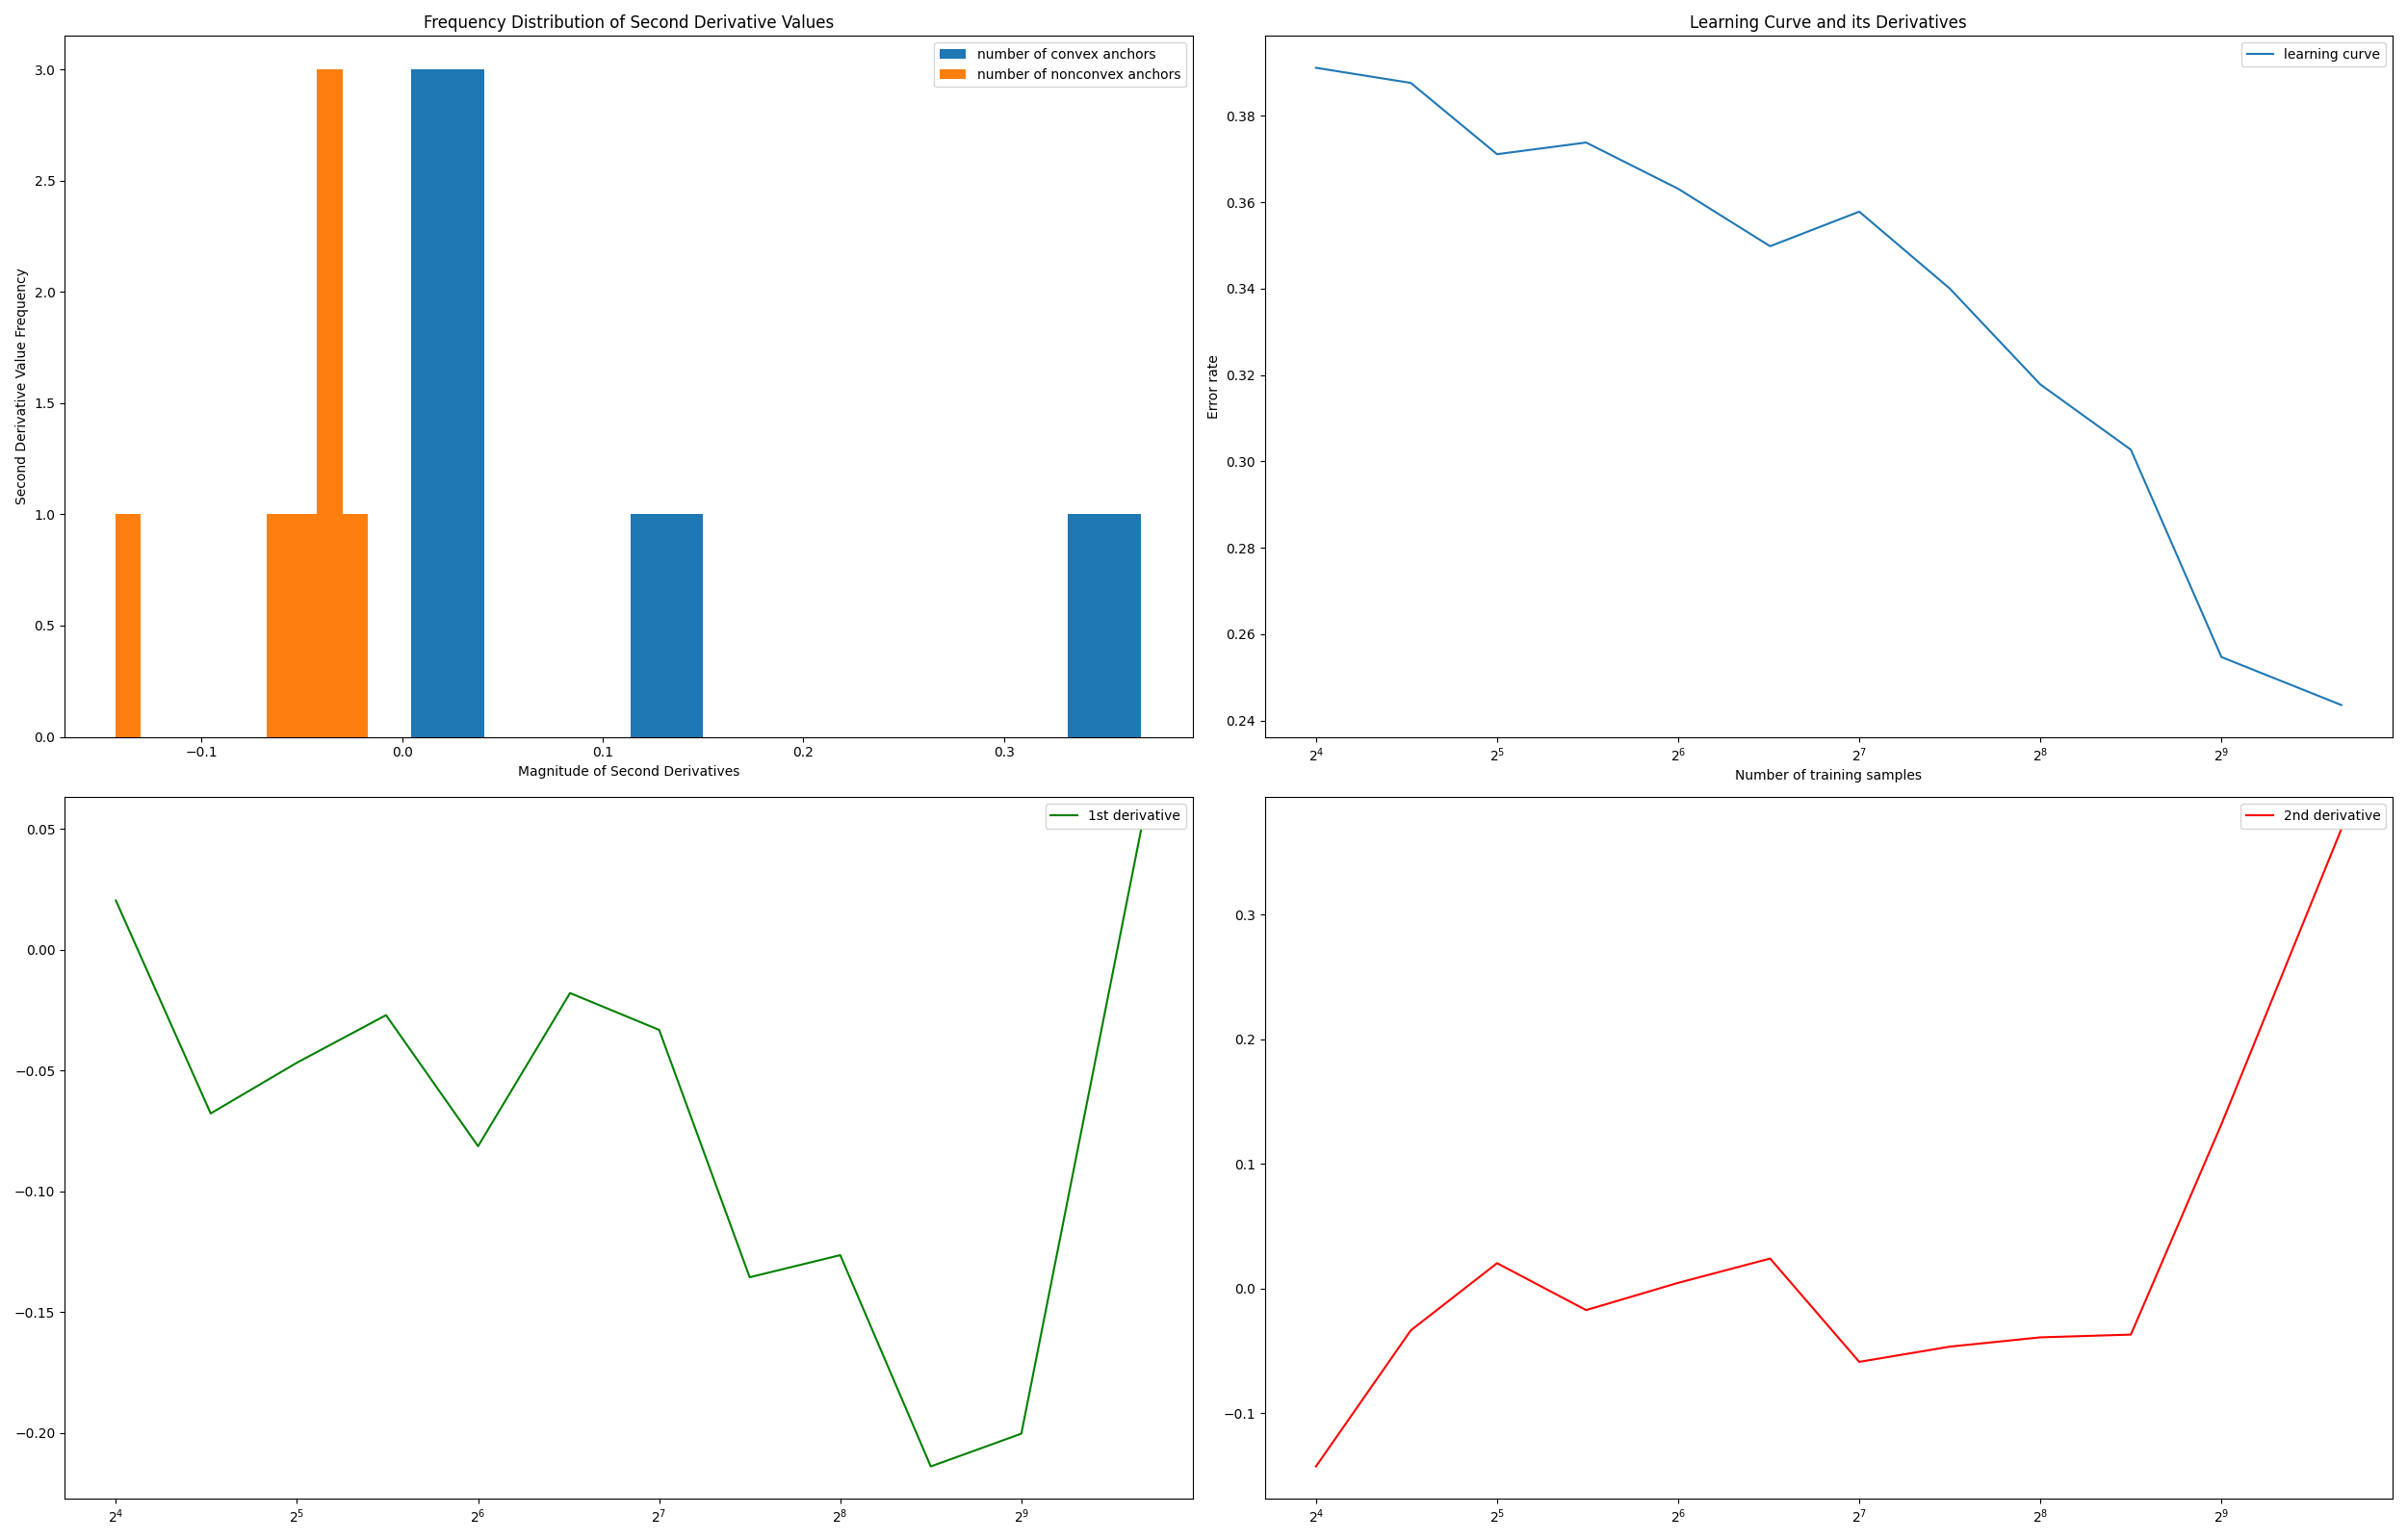 Frequency Distribution of Second Derivative Values
number of convex anchors
number of nonconvex anchors
3.0
2.5
2.0
1.5
1.0
0.5
0.0
Second Derivative Value Frequency
−0.1 0.0 0.1 0.2 0.3
Magnitude of Second Derivatives
Learning Curve and its Derivatives
learning curve
0.38
0.36
0.34
0.32
0.30
0.28
0.26
0.24
Error rate
2⁴ 2⁵ 2⁶ 2⁷ 2⁸ 2⁹
Number of training samples
1st derivative
0.05
0.00
−0.05
−0.10
−0.15
−0.20
2⁴ 2⁵ 2⁶ 2⁷ 2⁸ 2⁹
2nd derivative
0.3
0.2
0.1
0.0
−0.1
2⁴ 2⁵ 2⁶ 2⁷ 2⁸ 2⁹